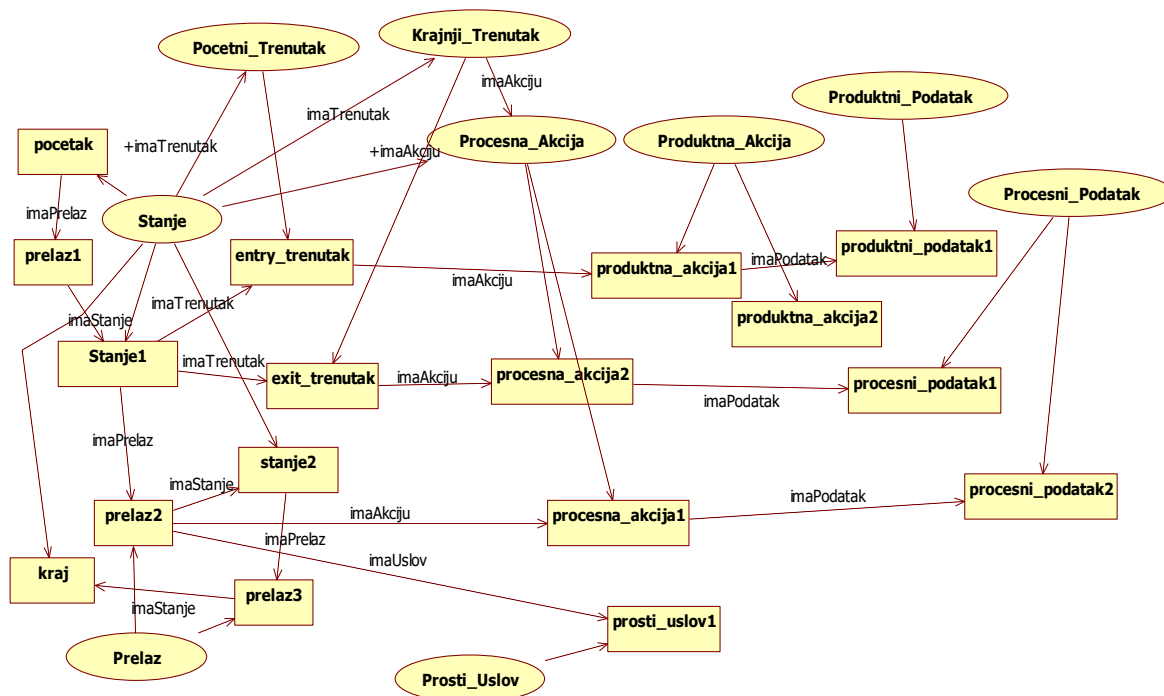 Krajnji_Trenutak
Pocetni_Trenutak
imaAkciju
Produktni_Podatak
imaTrenutak
pocetak
+imaTrenutak
+imaAkciju
Procesna_Akcija
Produktna_Akcija
Procesni_Podatak
imaPrelaz
Stanje
prelaz1
entry_trenutak
produktna_akcija1
imaPodatak
produktni_podatak1
imaAkciju
imaTrenutak
imaStanje
produktna_akcija2
Stanje1
imaTrenutak
exit_trenutak
imaAkciju
procesna_akcija2
imaPodatak
procesni_podatak1
imaPrelaz
stanje2
imaStanje
prelaz2
imaAkciju
procesna_akcija1
imaPodatak
procesni_podatak2
imaPrelaz
imaUslov
kraj
prelaz3
imaStanje
prosti_uslov1
Prelaz
Prosti_Uslov